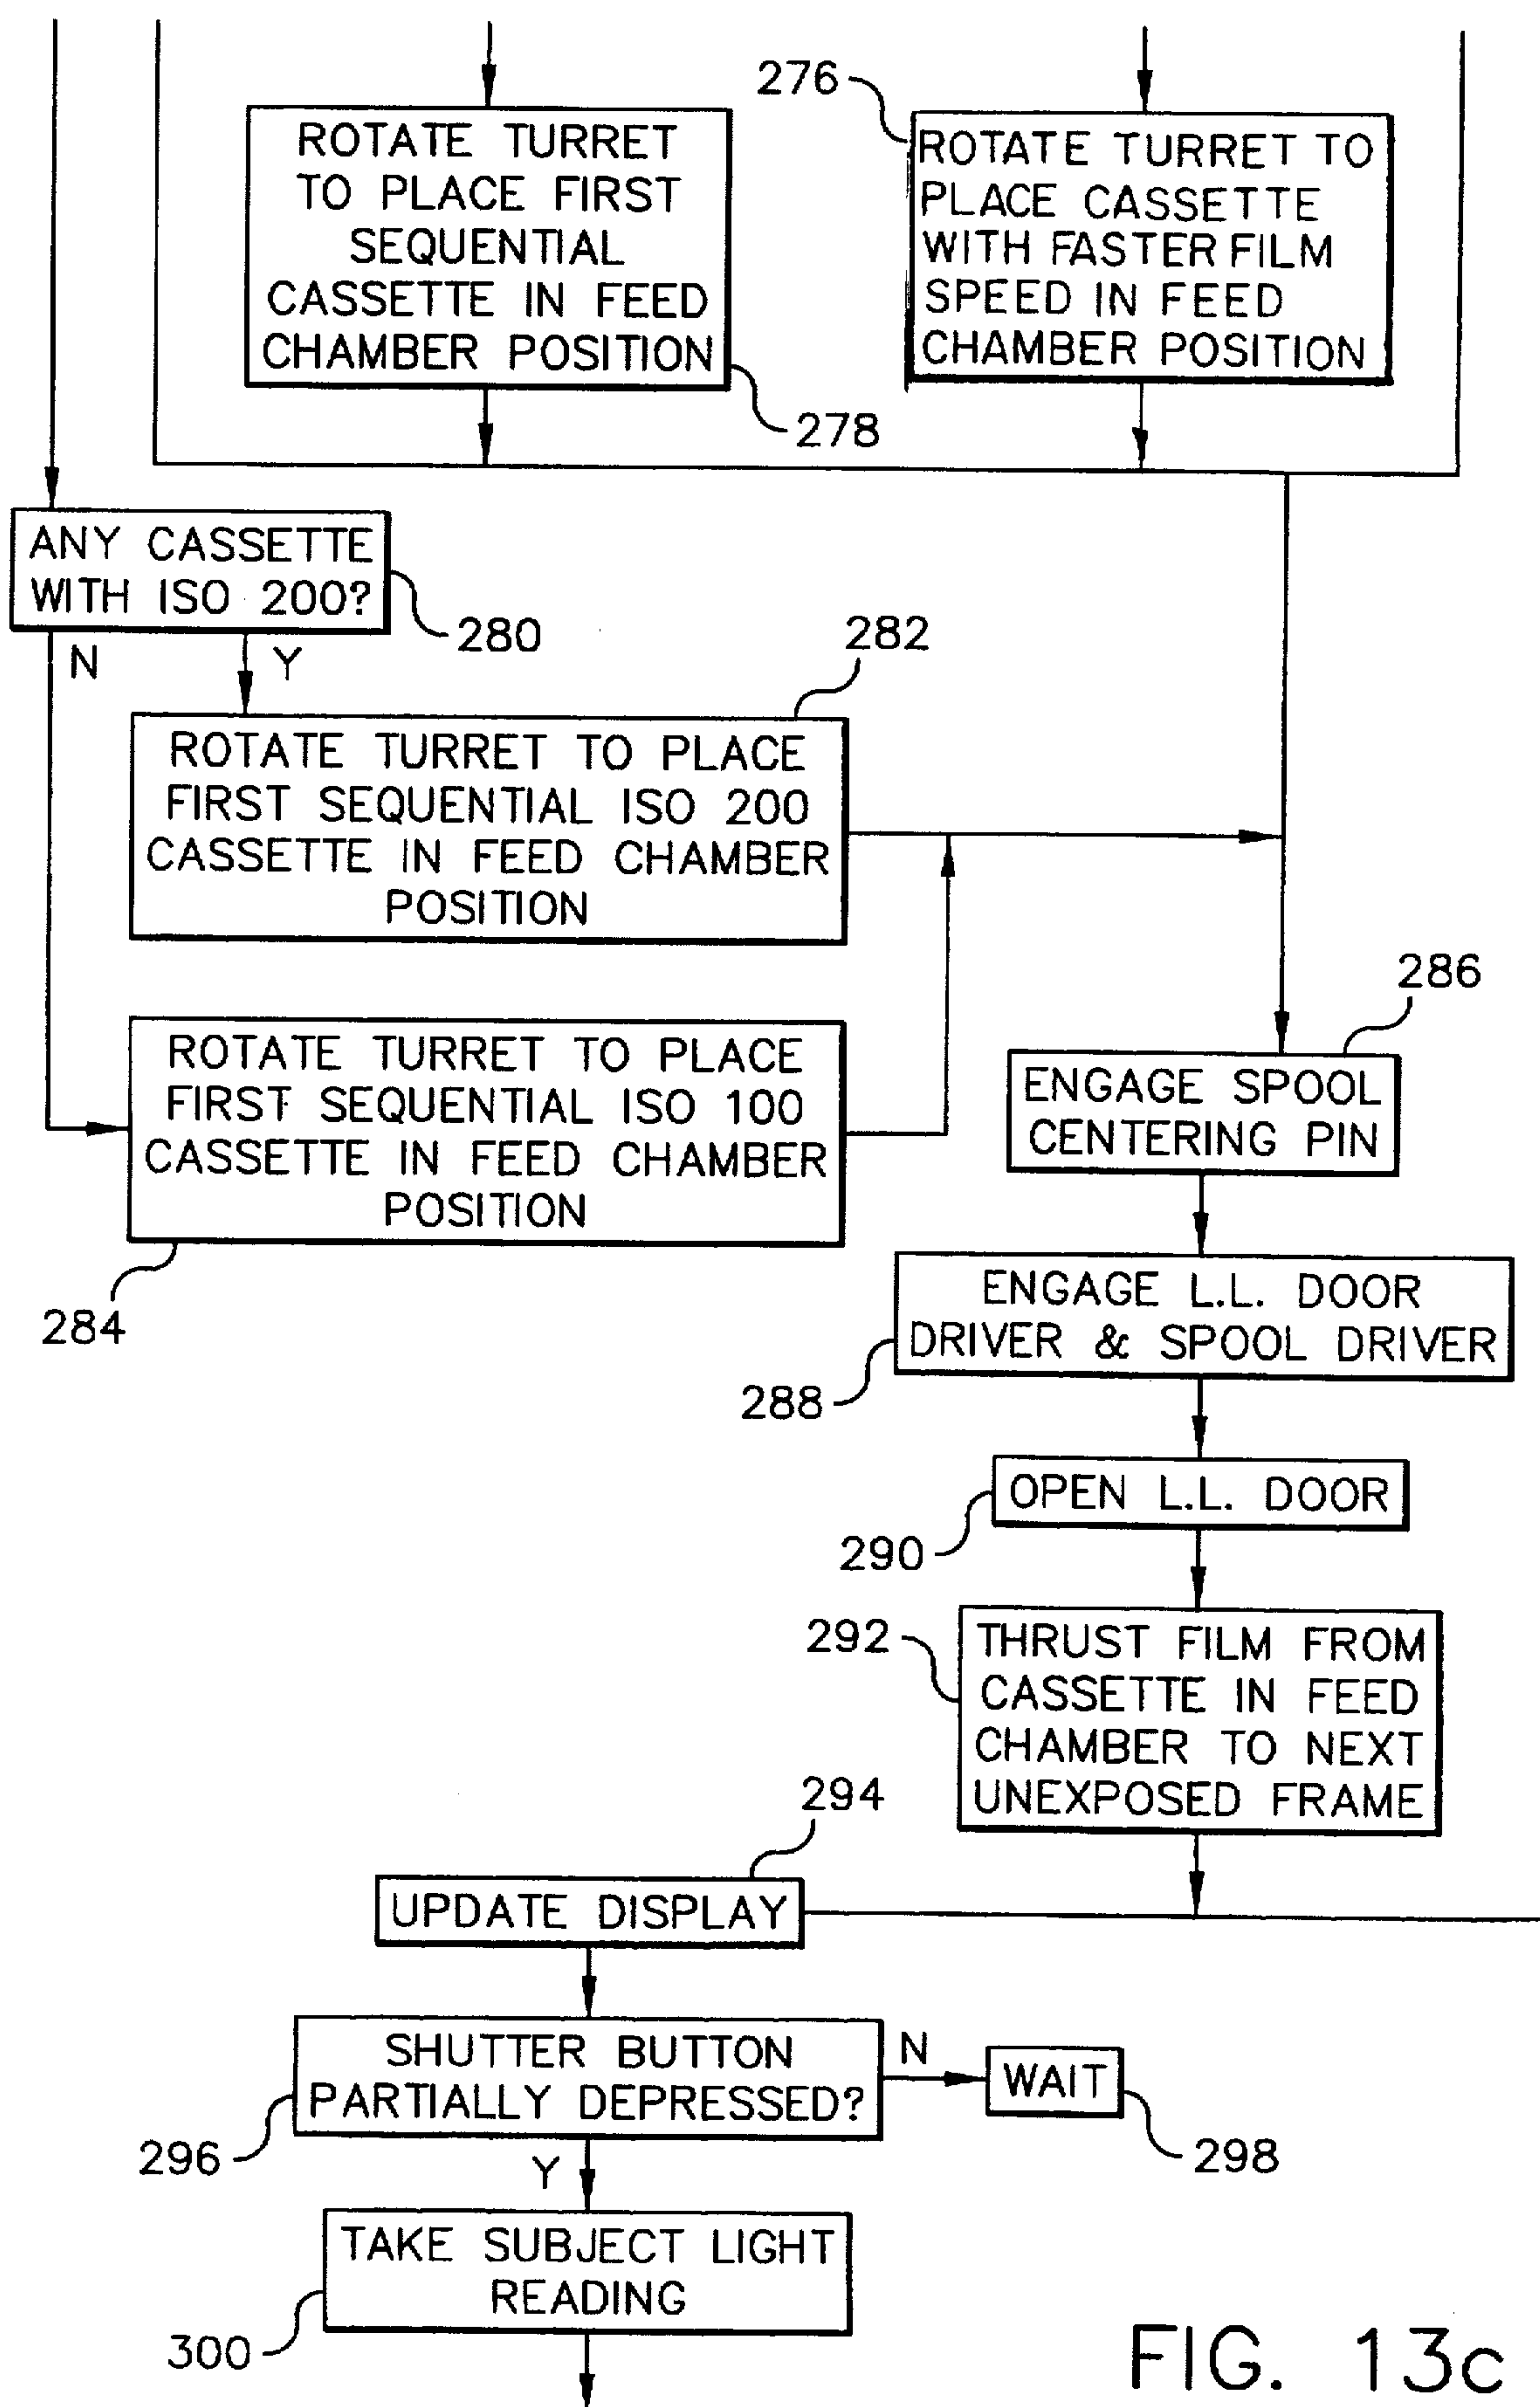 276
ROTATE TURRET
TO PLACE FIRST
SEQUENTIAL
CASSETTE IN FEED
CHAMBER POSITION
278
ROTATE TURRET TO
PLACE CASSETTE
WITH FASTER FILM
SPEED IN FEED
CHAMBER POSITION
ANY CASSETTE
WITH ISO 200?
280
N
Y
282
ROTATE TURRET TO PLACE
FIRST SEQUENTIAL ISO 200
CASSETTE IN FEED CHAMBER
POSITION
ROTATE TURRET TO PLACE
FIRST SEQUENTIAL ISO 100
CASSETTE IN FEED CHAMBER
POSITION
284
286
ENGAGE SPOOL
CENTERING PIN
ENGAGE L.L. DOOR
DRIVER & SPOOL DRIVER
288
OPEN L.L. DOOR
290
292
THRUST FILM FROM
CASSETTE IN FEED
CHAMBER TO NEXT
UNEXPOSED FRAME
294
UPDATE DISPLAY
SHUTTER BUTTON
PARTIALLY DEPRESSED?
296
N
WAIT
298
Y
TAKE SUBJECT LIGHT
READING
300
FIG. 13c